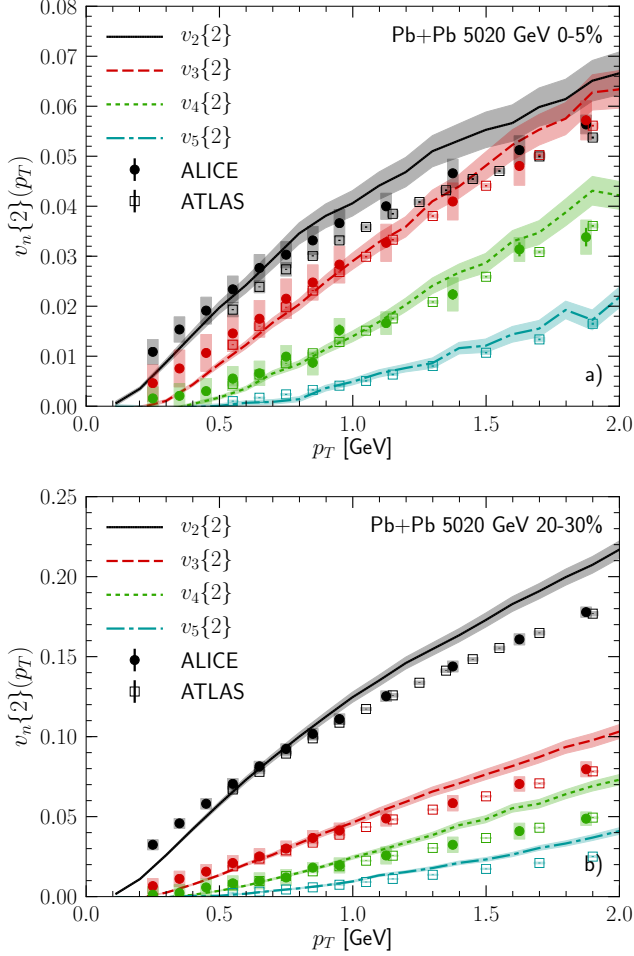 0.08
0.07
0.06
0.05
0.04
0.03
0.02
0.01
0.00
v_n{2}(p_T)
v_2{2}
v_3{2}
v_4{2}
v_5{2}
ALICE
ATLAS
Pb+Pb 5020 GeV 0-5%
a)
0.0 0.5 1.0 1.5 2.0
p_T [GeV]
0.25
0.20
0.15
0.10
0.05
0.00
v_n{2}(p_T)
v_2{2}
v_3{2}
v_4{2}
v_5{2}
ALICE
ATLAS
Pb+Pb 5020 GeV 20-30%
b)
0.0 0.5 1.0 1.5 2.0
p_T [GeV]